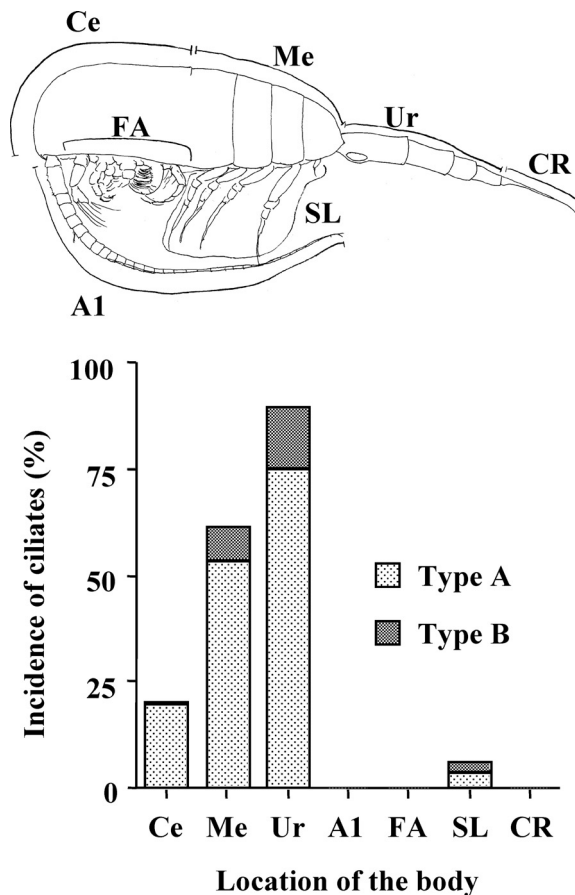 Ce
Me
FA
Ur
CR
SL
A1
100
75
50
25
0
Incidence of ciliates (%)
Type A
Type B
Ce Me Ur A1 FA SL CR
Location of the body